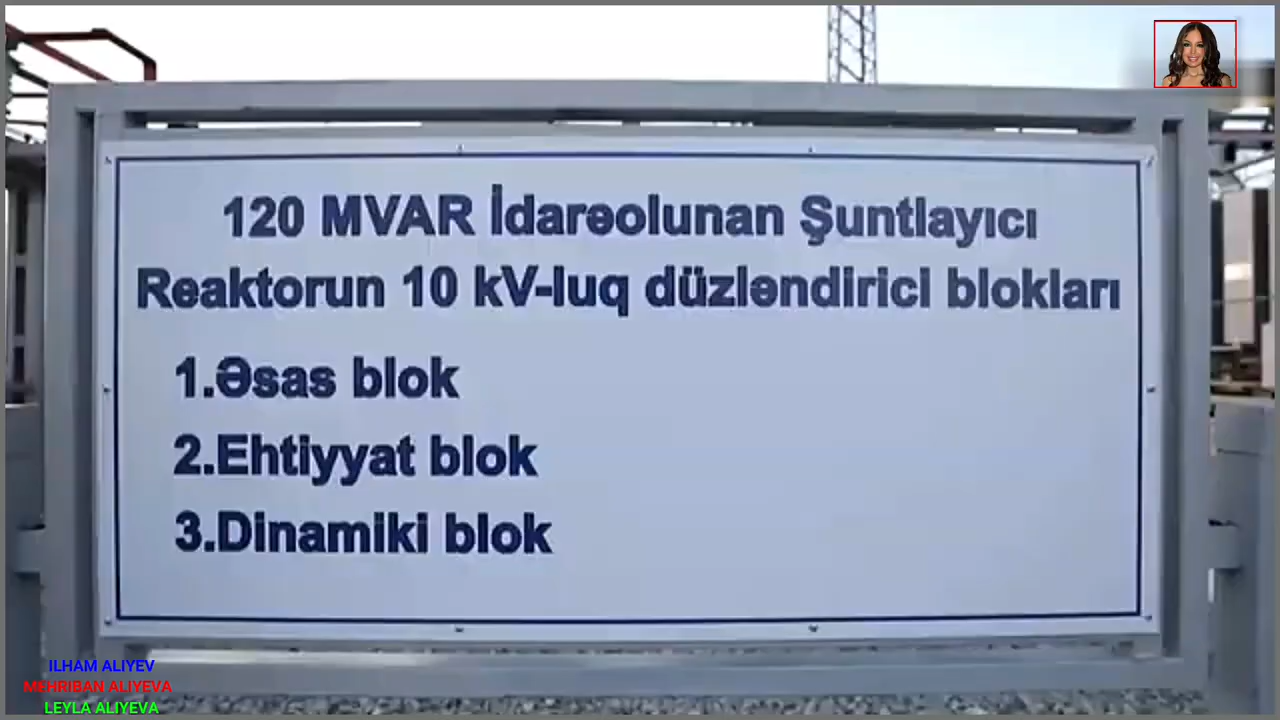 120 MVAR İdarəolunan Şuntlayıcı
Reaktorun 10 kV-luq düzləndirici blokları
1.Əsas blok
2.Ehtiyyat blok
3.Dinamiki blok
ILHAM ALIYEV
MEHRIBAN ALIYEVA
LEYLA ALIYEVA